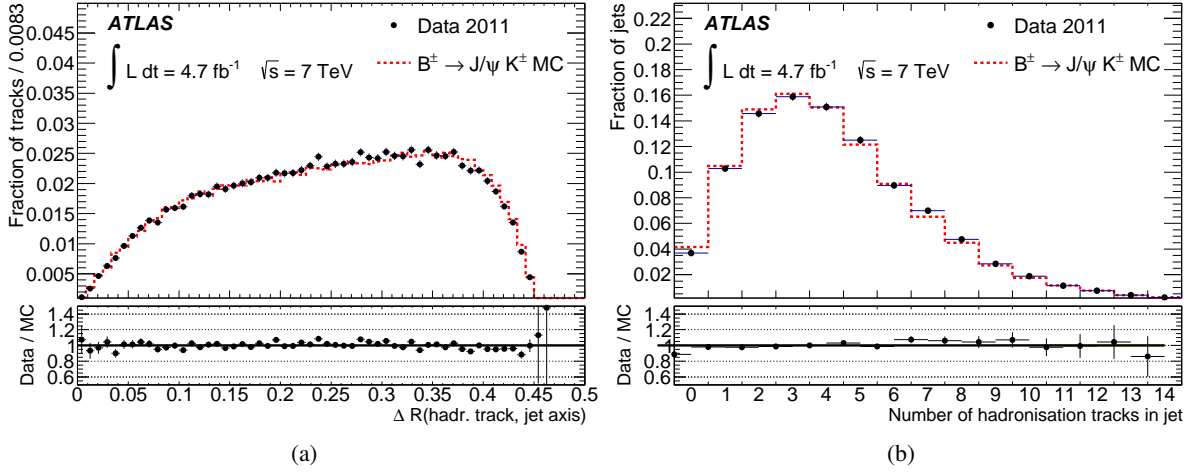 ATLAS
Data 2011
∫ L dt = 4.7 fb⁻¹ √s = 7 TeV
B± → J/ψ K± MC
Fraction of tracks / 0.0083
0.045
0.04
0.035
0.03
0.025
0.02
0.015
0.01
0.005
Data / MC
1.4
1.2
1
0.8
0.6
0 0.05 0.1 0.15 0.2 0.25 0.3 0.35 0.4 0.45 0.5
Δ R(hadr. track, jet axis)
(a)
ATLAS
Data 2011
∫ L dt = 4.7 fb⁻¹ √s = 7 TeV
B± → J/ψ K± MC
Fraction of jets
0.22
0.2
0.18
0.16
0.14
0.12
0.1
0.08
0.06
0.04
0.02
Data / MC
1.4
1.2
1
0.8
0.6
0 1 2 3 4 5 6 7 8 9 10 11 12 13 14
Number of hadronisation tracks in jet
(b)